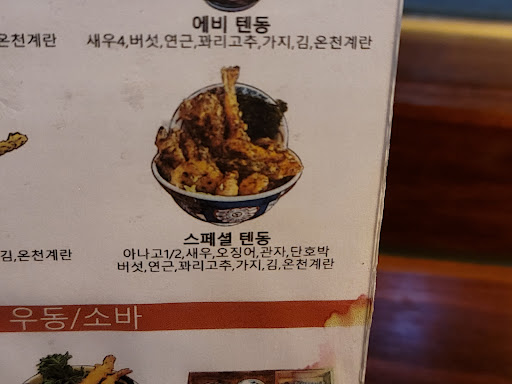 에비 텐동
온천계란
새우4,버섯,연근,꽈리고추,가지,김,온천계란
스페셜 텐동
김,온천계란
아나고1/2,새우,오징어,관자,단호박
버섯,연근,꽈리고추,가지,김,온천계란
우동/소바